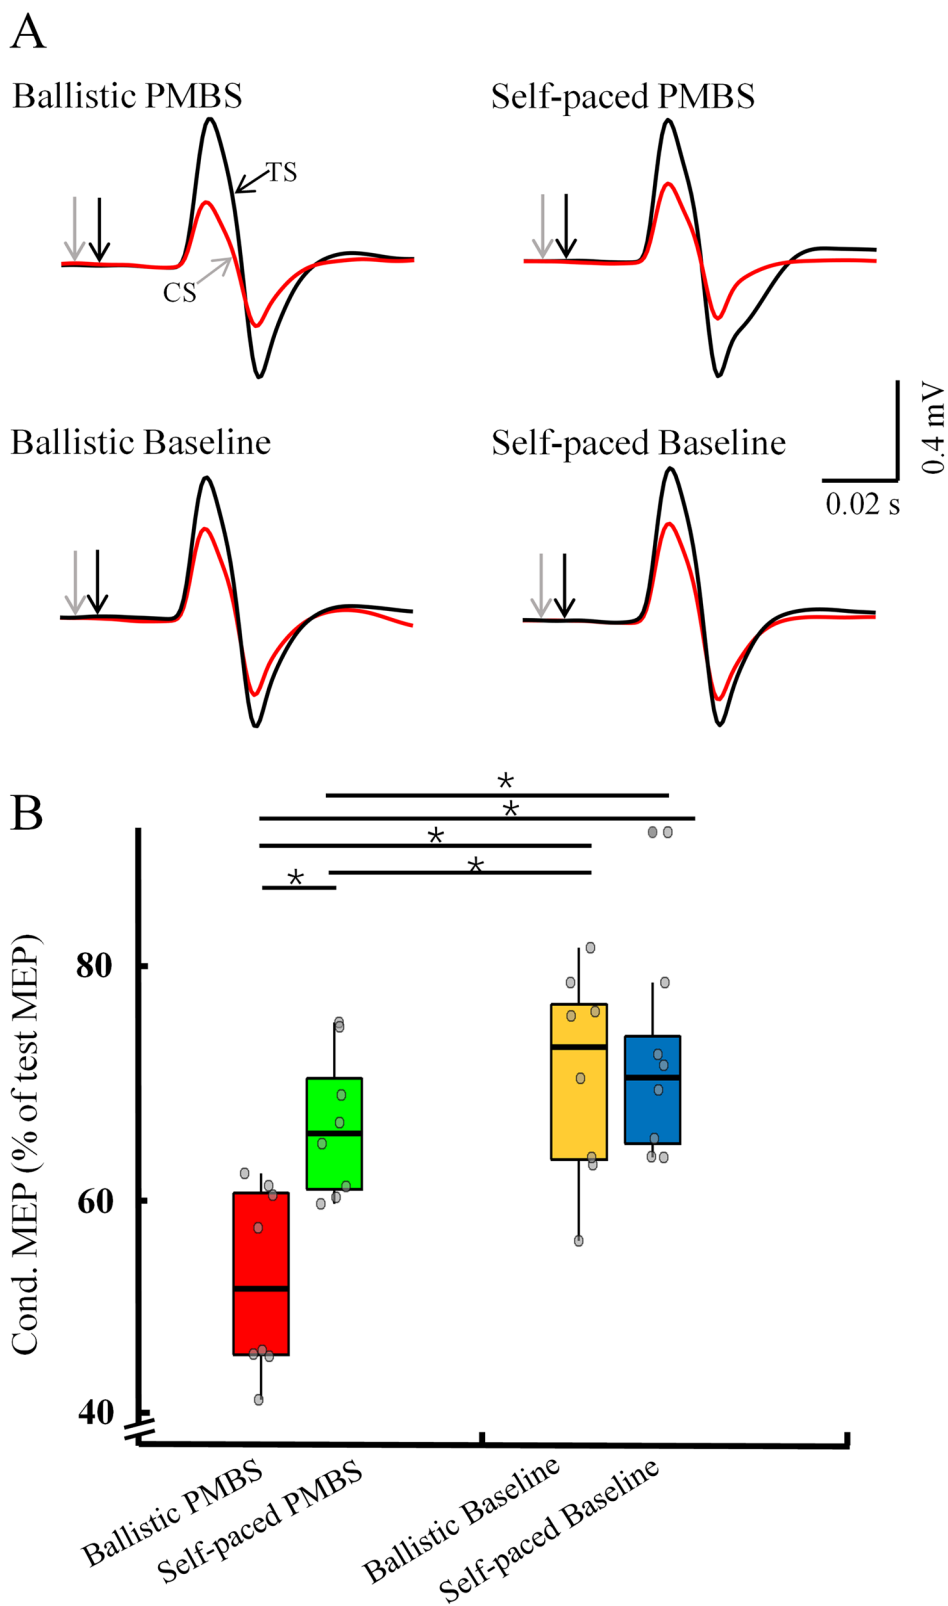 A
Ballistic PMBS
Self-paced PMBS
TS
CS
Ballistic Baseline
Self-paced Baseline
0.4 mV
0.02 s
B
*
*
*
*
*
Cond. MEP (% of test MEP)
80
60
40
Ballistic PMBS
Self-paced PMBS
Ballistic Baseline
Self-paced Baseline